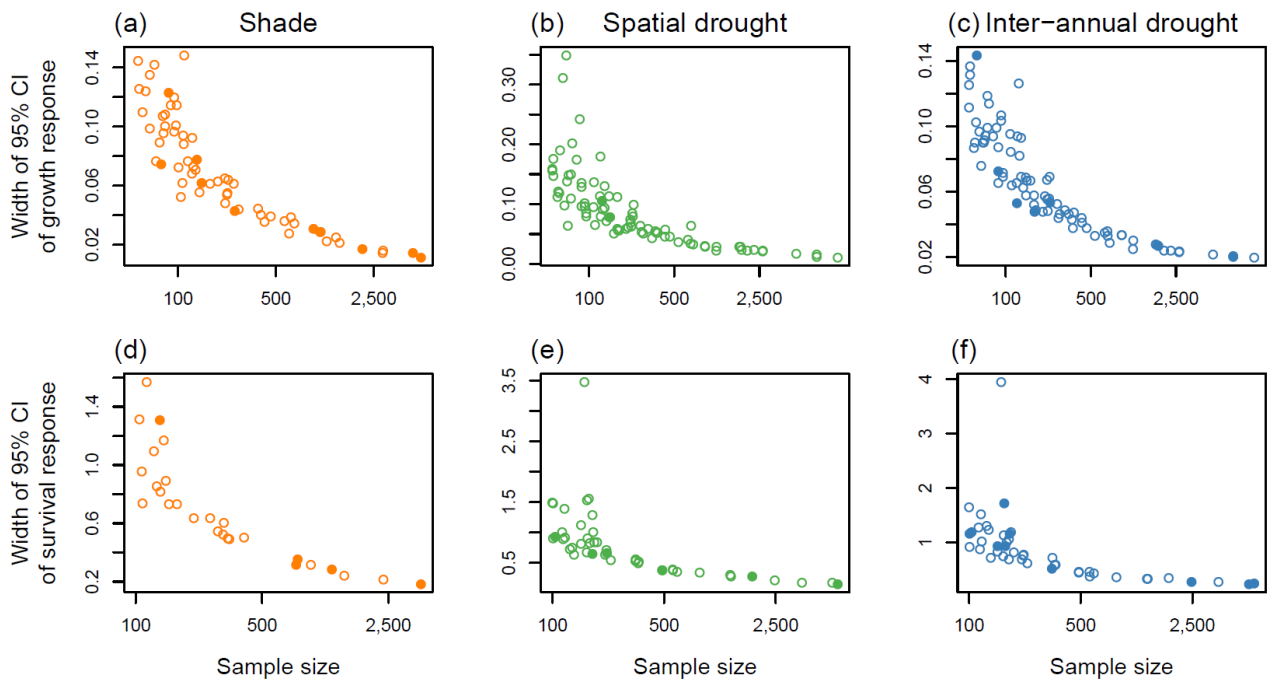 (a) Shade
(b) Spatial drought
(c) Inter−annual drought
Width of 95% CI
of growth response
0.14
0.10
0.06
0.02
100 500 2,500
0.30
0.20
0.10
0.00
100 500 2,500
0.14
0.10
0.06
0.02
100 500 2,500
(d)
(e)
(f)
Width of 95% CI
of survival response
1.4
1.0
0.6
0.2
100 500 2,500
Sample size
3.5
2.5
1.5
0.5
100 500 2,500
Sample size
4
3
2
1
100 500 2,500
Sample size